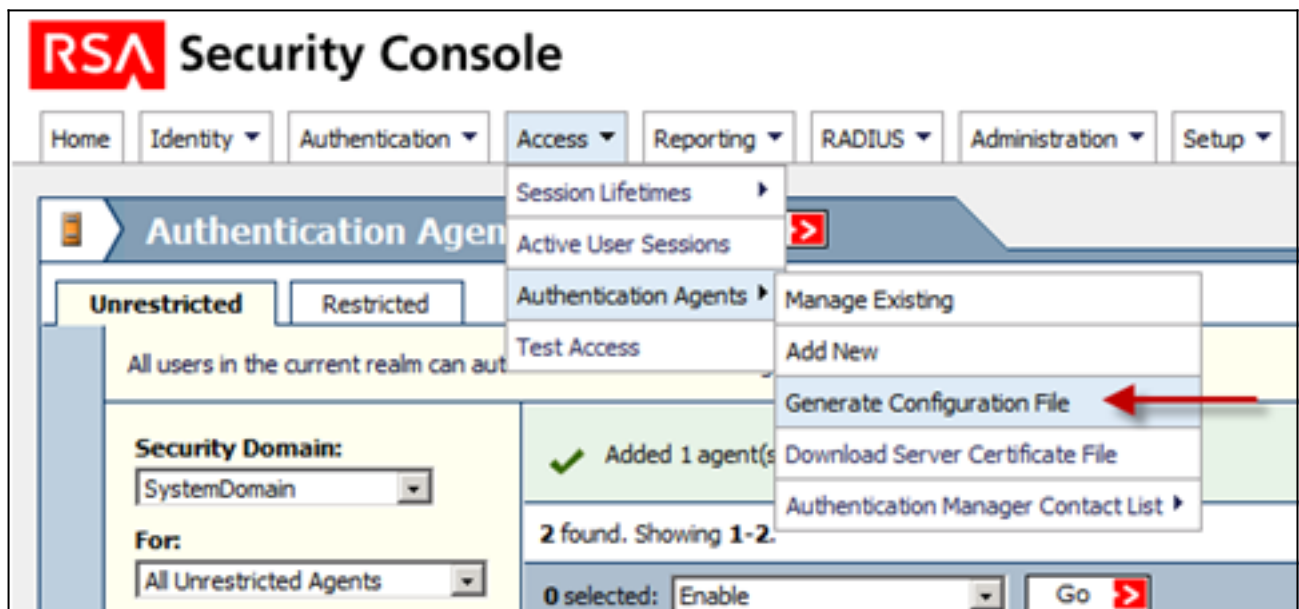 RSA Security Console
Home Identity Authentication Access Reporting RADIUS Administration Setup
Session Lifetimes
Authentication Agen
Active User Sessions
Unrestricted Restricted
Authentication Agents
Manage Existing
All users in the current realm can aut
Test Access
Add New
Generate Configuration File
Security Domain:
Added 1 agent(s
Download Server Certificate File
SystemDomain
Authentication Manager Contact List
For:
2 found. Showing 1-2.
All Unrestricted Agents
0 selected: Enable Go